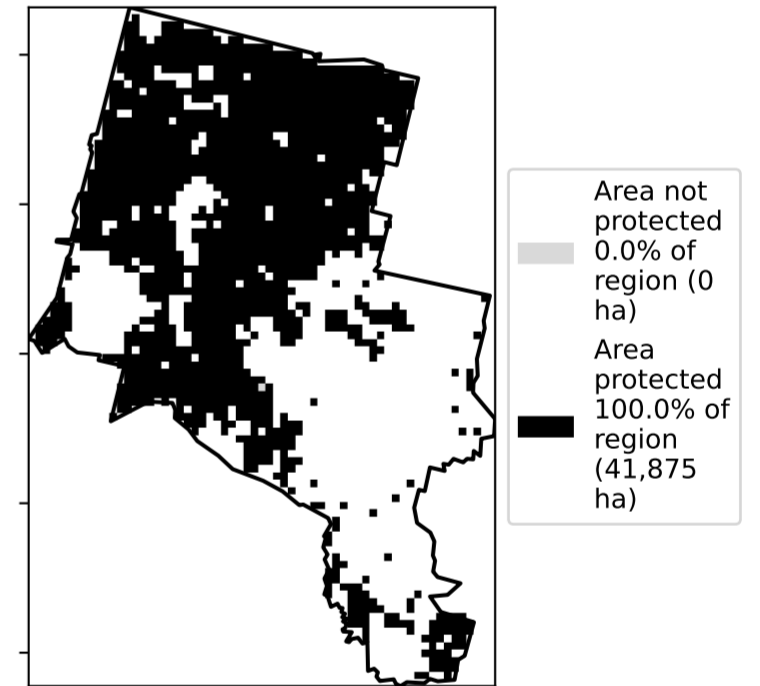 Area not
protected
0.0% of
region (0
ha)
Area
protected
100.0% of
region
(41,875
ha)